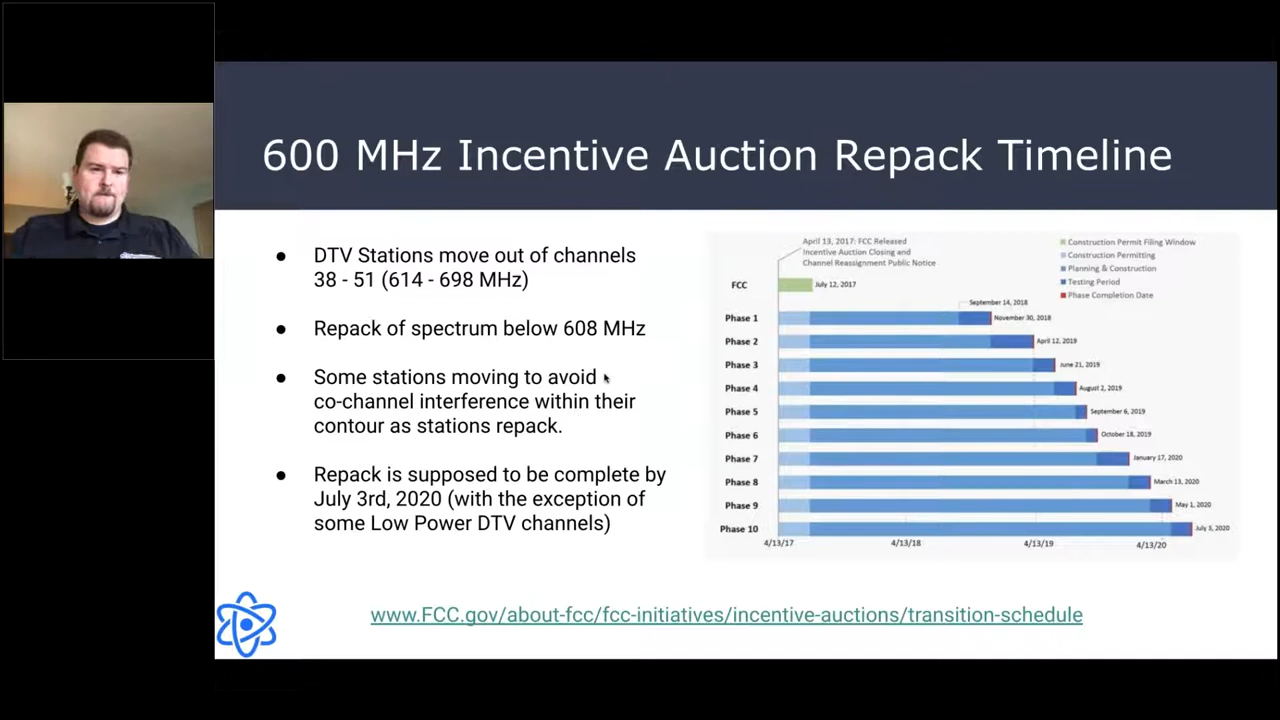 600 MHz Incentive Auction Repack Timeline
● DTV Stations move out of channels
38 - 51 (614 - 698 MHz)
● Repack of spectrum below 608 MHz
● Some stations moving to avoid
co-channel interference within their
contour as stations repack.
● Repack is supposed to be complete by
July 3rd, 2020 (with the exception of
some Low Power DTV channels)
April 13, 2017: FCC Released
Incentive Auction Closing and
Channel Reassignment Public Notice
Construction Permit Filing Window
Construction Permitting
Planning & Construction
Testing Period
Phase Completion Date
FCC July 12, 2017
September 14, 2018
Phase 1 November 30, 2018
Phase 2 April 12, 2019
Phase 3 June 21, 2019
Phase 4 August 2, 2019
Phase 5 September 6, 2019
Phase 6 October 18, 2019
Phase 7 January 17, 2020
Phase 8 March 13, 2020
Phase 9 May 1, 2020
Phase 10 July 3, 2020
4/13/17 4/13/18 4/13/19 4/13/20
www.FCC.gov/about-fcc/fcc-initiatives/incentive-auctions/transition-schedule